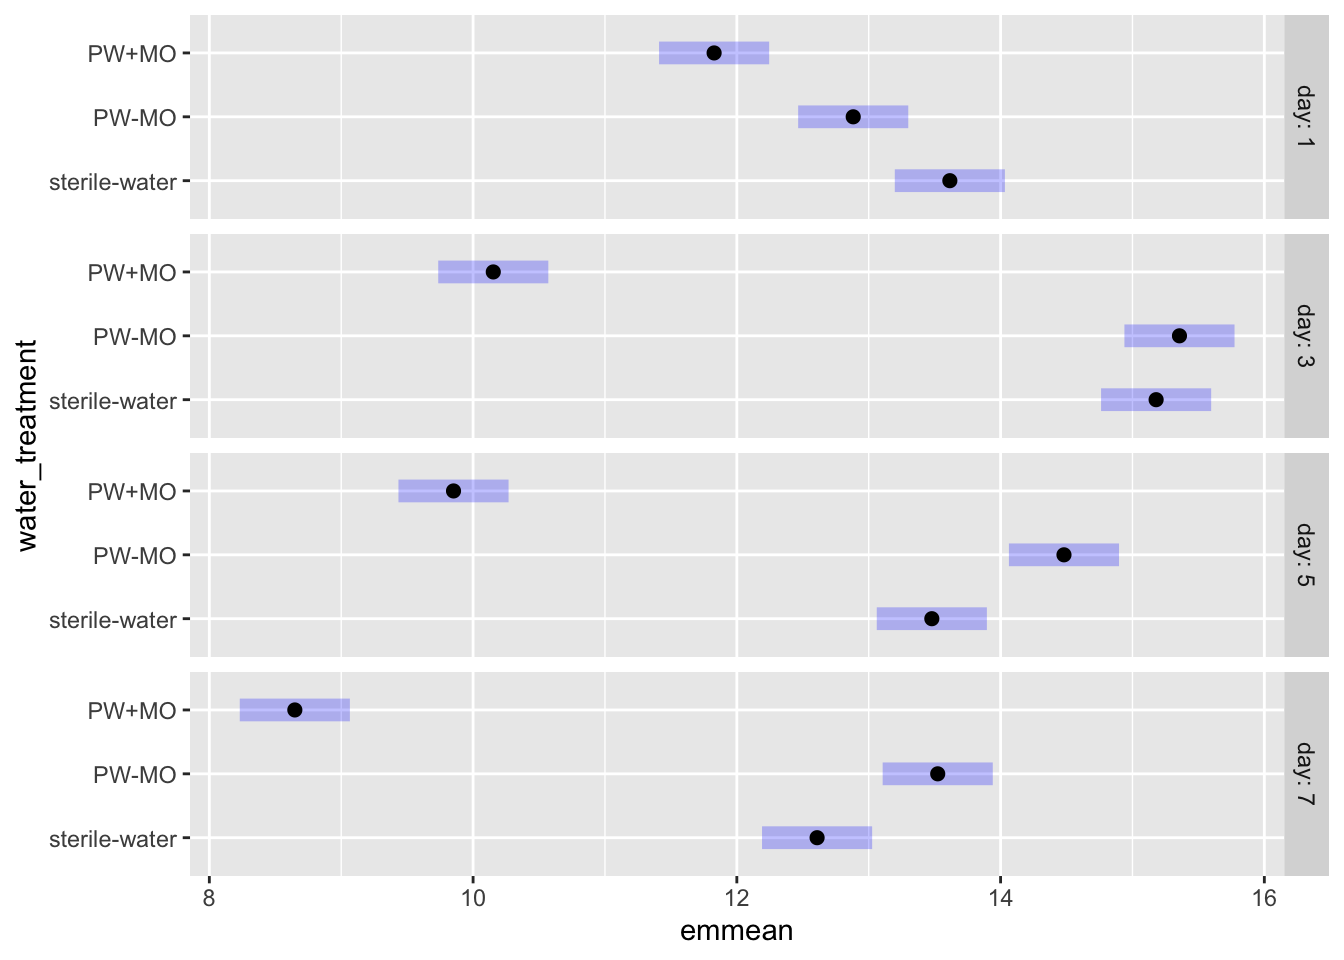 PW+MO
PW-MO
sterile-water
day: 1
PW+MO
PW-MO
sterile-water
day: 3
PW+MO
PW-MO
sterile-water
day: 5
PW+MO
PW-MO
sterile-water
day: 7
water_treatment
8 10 12 14 16
emmean